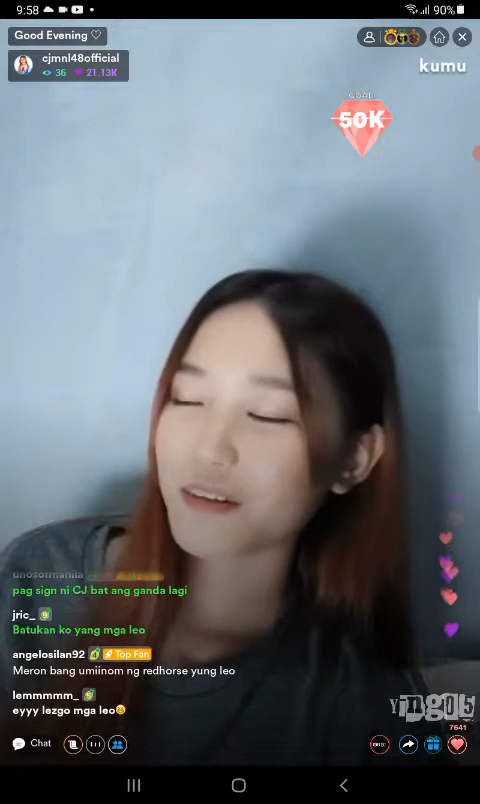 9:58
90%
Good Evening ♡
cjmnl48official
36 21.13K
kumu
GOAL
50K
unosotmanila
pag sign ni CJ bat ang ganda lagi
jric_
Batukan ko yang mga leo
angelosilan92 Top Fan
Meron bang umiinom ng redhorse yung leo
lemmmmm_
eyyy lezgo mga leo😆
Yingo15
7641
Chat